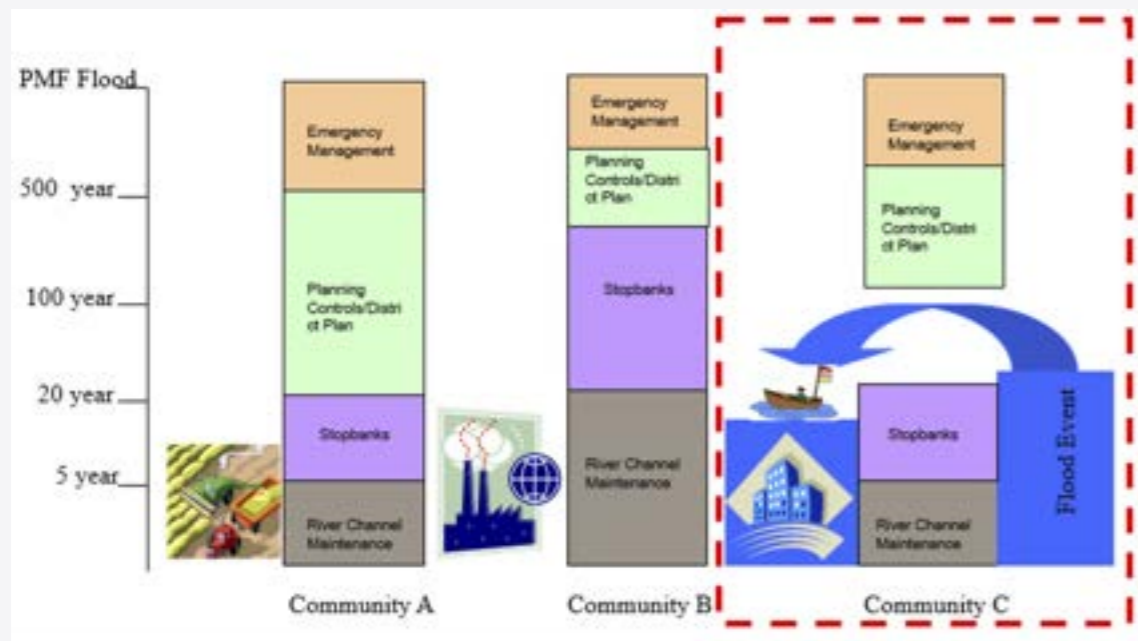 PMF Flood
500 year
100 year
20 year
5 year
Emergency
Management
Planning
Controls/Distri
ct Plan
Stopbanks
River Channel
Maintenance
Community A
Emergency
Management
Planning
Controls/Distri
ct Plan
Stopbanks
River Channel
Maintenance
Community B
Emergency
Management
Planning
Controls/Distri
ct Plan
Stopbanks
River Channel
Maintenance
Flood Event
Community C